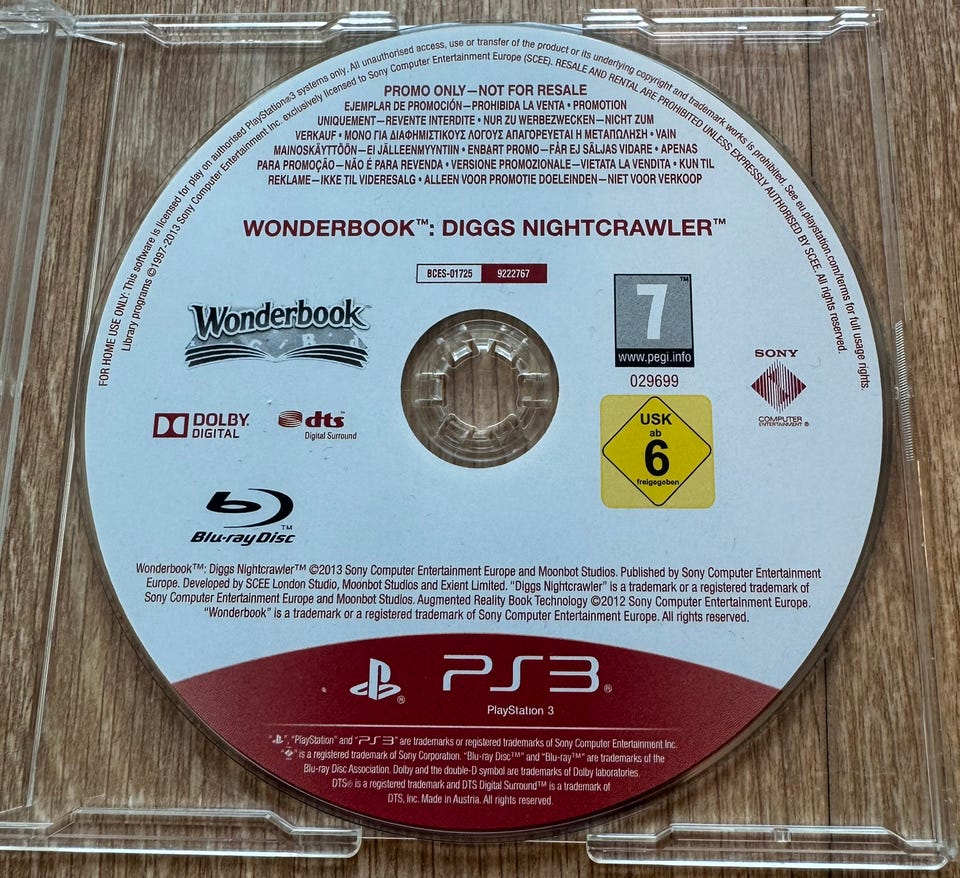 FOR HOME USE ONLY: This software is licensed for play on authorised PlayStation®3 systems only. All unauthorised access, use or transfer of the product or its underlying copyright and trademark works is prohibited. See eu.playstation.com/terms for full usage rights.
Library programs ©1997-2013 Sony Computer Entertainment Inc. exclusively licensed to Sony Computer Entertainment Europe (SCEE). RESALE AND RENTAL ARE PROHIBITED UNLESS EXPRESSLY AUTHORISED BY SCEE. All rights reserved.
PROMO ONLY—NOT FOR RESALE
EJEMPLAR DE PROMOCIÓN—PROHIBIDA LA VENTA • PROMOTION
UNIQUEMENT—REVENTE INTERDITE • NUR ZU WERBEZWECKEN—NICHT ZUM
VERKAUF • ΜΟΝΟ ΓΙΑ ΔΙΑΦΗΜΙΣΤΙΚΟΥΣ ΛΟΓΟΥΣ ΑΠΑΓΟΡΕΥΕΤΑΙ Η ΜΕΤΑΠΩΛΗΣΗ • VAIN
MAINOSKÄYTTÖÖN—EI JÄLLEENMYYNTIIN • ENBART PROMO—FÅR EJ SÄLJAS VIDARE • APENAS
PARA PROMOÇÃO—NÃO É PARA REVENDA • VERSIONE PROMOZIONALE—VIETATA LA VENDITA • KUN TIL
REKLAME—IKKE TIL VIDERESALG • ALLEEN VOOR PROMOTIE DOELEINDEN—NIET VOOR VERKOOP
WONDERBOOK™: DIGGS NIGHTCRAWLER™
BCES-01725 9222767
Wonderbook™
7™
www.pegi.info
029699
SONY
COMPUTER
ENTERTAINMENT®
DOLBY®
DIGITAL
dts™
Digital Surround
USK
ab
6
freigegeben
Blu-ray Disc™
Wonderbook™: Diggs Nightcrawler™ ©2013 Sony Computer Entertainment Europe and Moonbot Studios. Published by Sony Computer Entertainment
Europe. Developed by SCEE London Studio, Moonbot Studios and Exient Limited. “Diggs Nightcrawler” is a trademark or a registered trademark of
Sony Computer Entertainment Europe and Moonbot Studios. Augmented Reality Book Technology ©2012 Sony Computer Entertainment Europe.
“Wonderbook” is a trademark or a registered trademark of Sony Computer Entertainment Europe. All rights reserved.
PS3®
PlayStation 3
“ ”, “PlayStation” and “PS3” are trademarks or registered trademarks of Sony Computer Entertainment Inc.
“ ” is a registered trademark of Sony Corporation. “Blu-ray Disc™” and “Blu-ray™” are trademarks of the
Blu-ray Disc Association. Dolby and the double-D symbol are trademarks of Dolby laboratories.
DTS® is a registered trademark and DTS Digital Surround™ is a trademark of
DTS, Inc. Made in Austria. All rights reserved.